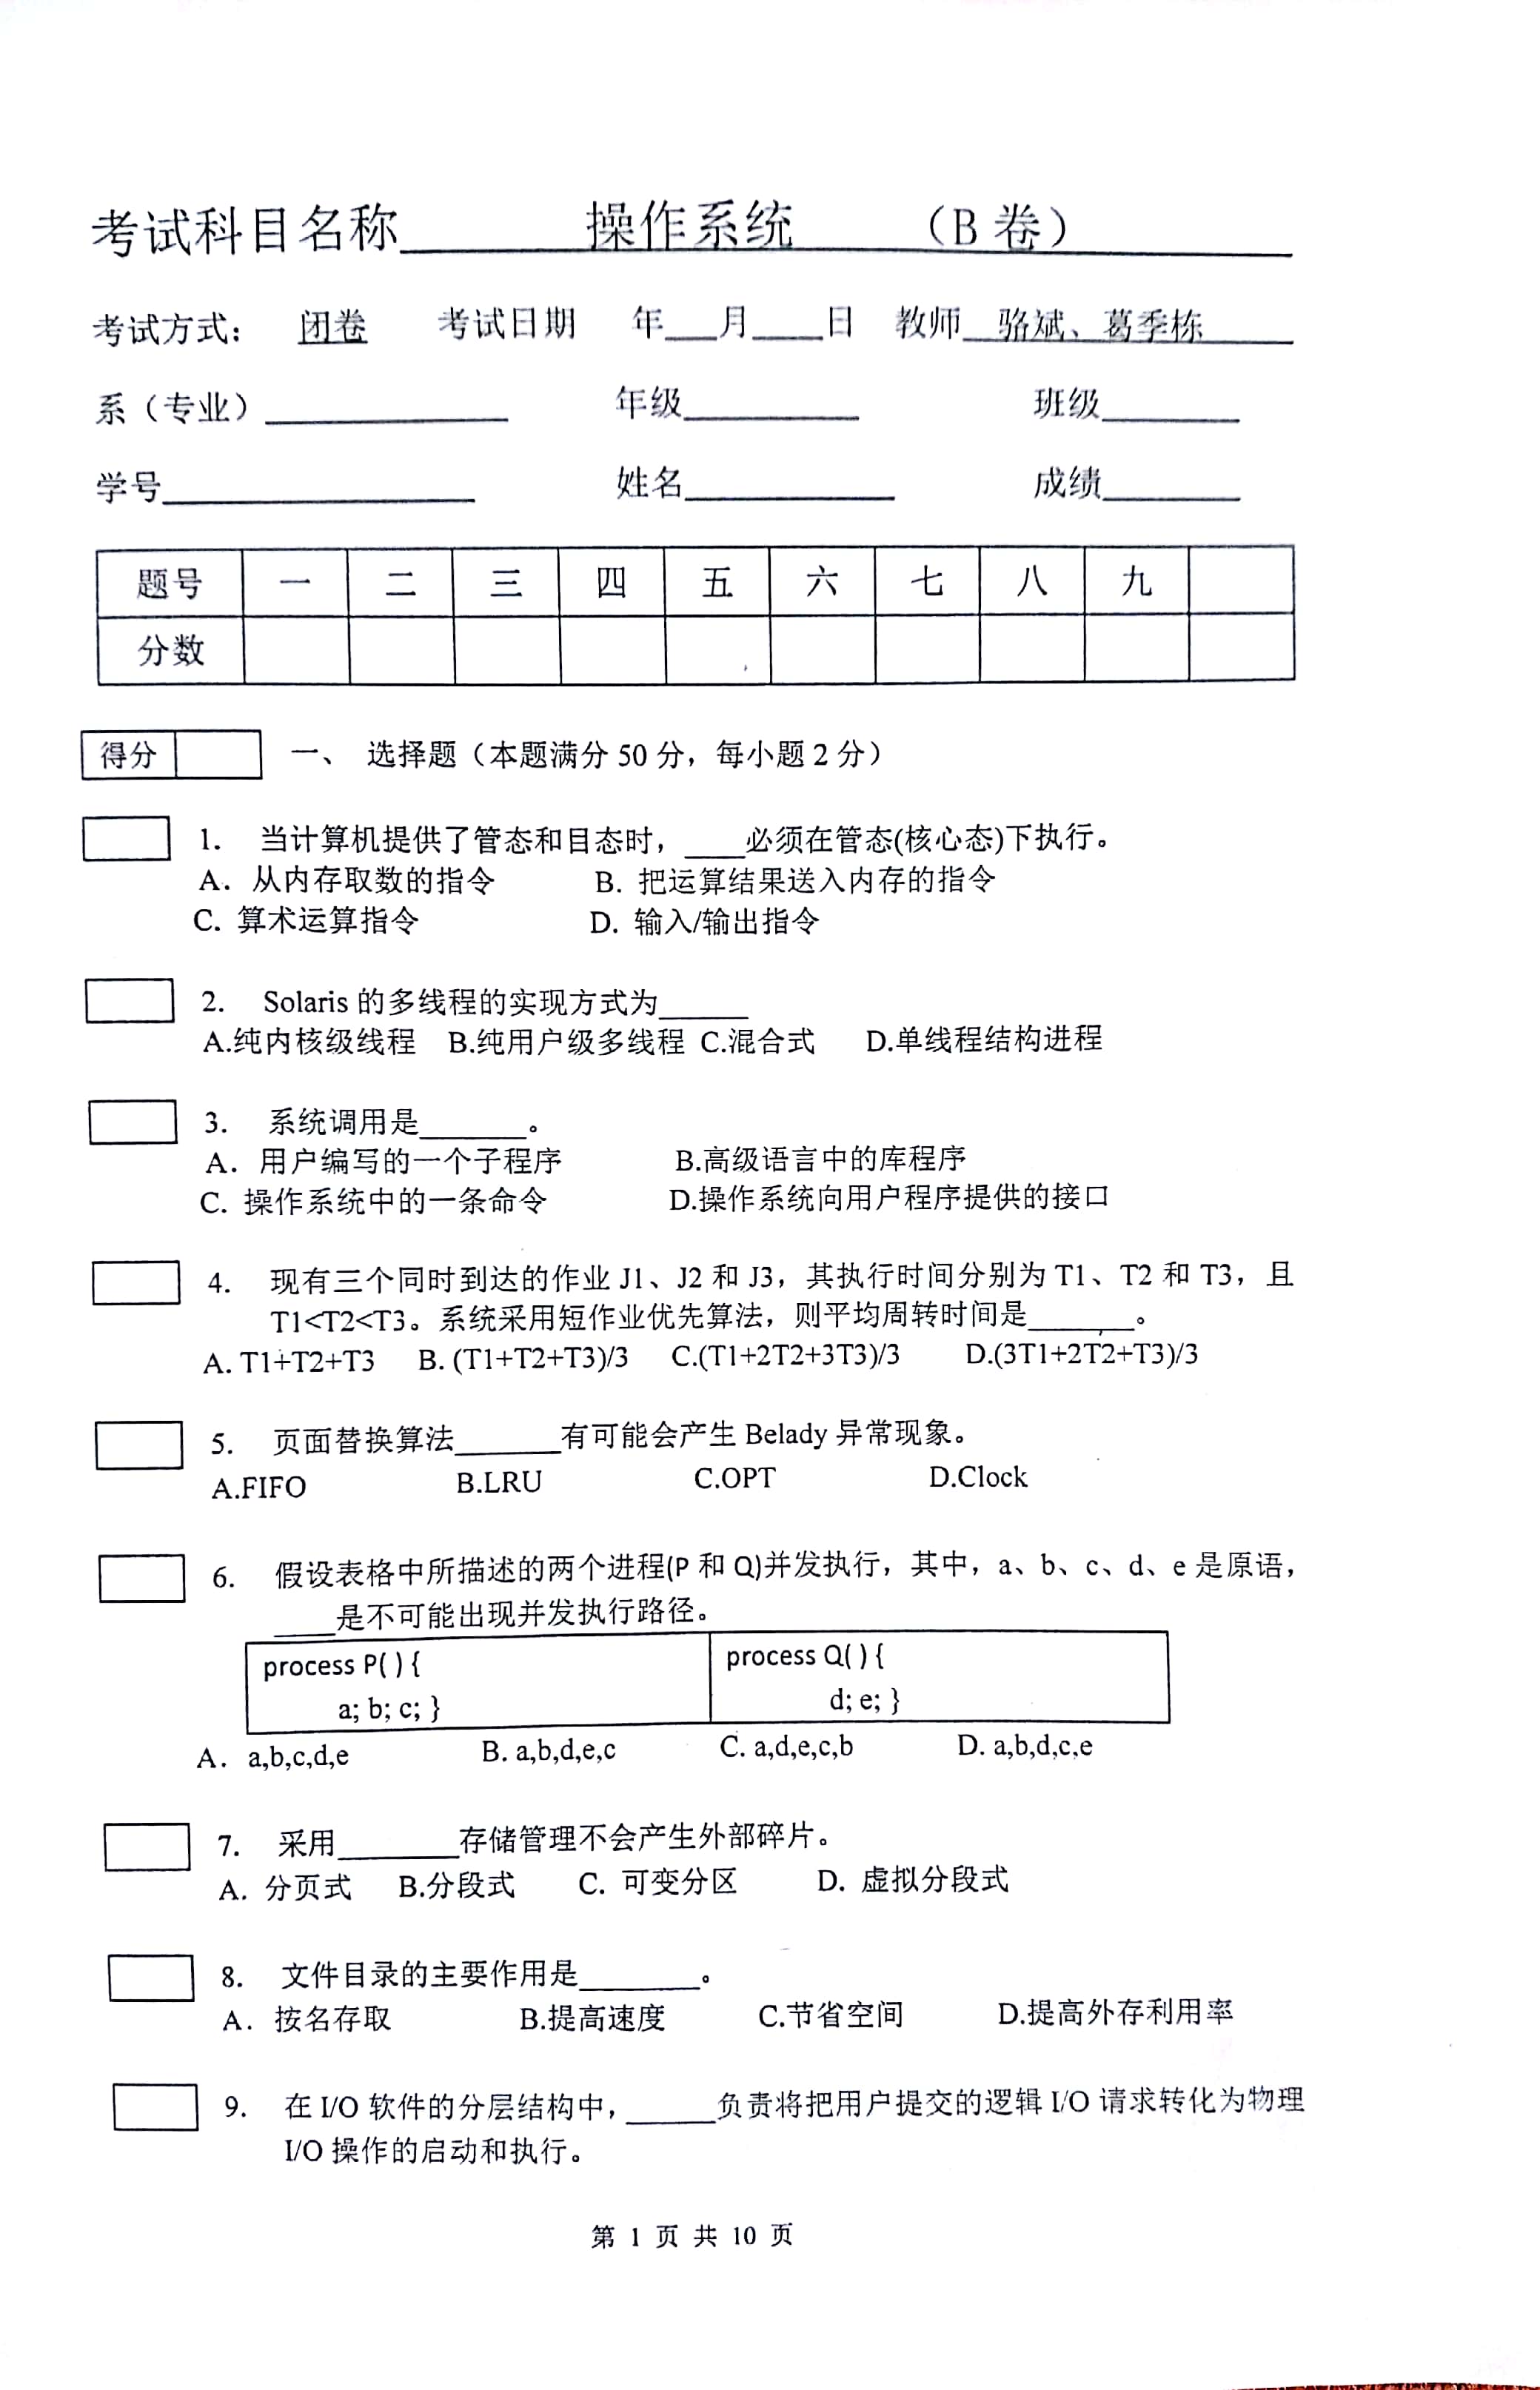 考试科目名称 操作系统 （B 卷）
考试方式： 闭卷 考试日期 年___月____日 教师 骆斌、葛季栋
系（专业）______________ 年级__________ 班级________
学号__________________ 姓名____________ 成绩________
题号 一 二 三 四 五 六 七 八 九
分数
得分 一、 选择题（本题满分 50 分，每小题 2 分）
1. 当计算机提供了管态和目态时，____必须在管态(核心态)下执行。
A. 从内存取数的指令 B. 把运算结果送入内存的指令
C. 算术运算指令 D. 输入/输出指令
2. Solaris 的多线程的实现方式为______
A.纯内核级线程 B.纯用户级多线程 C.混合式 D.单线程结构进程
3. 系统调用是_______。
A. 用户编写的一个子程序 B.高级语言中的库程序
C. 操作系统中的一条命令 D.操作系统向用户程序提供的接口
4. 现有三个同时到达的作业 J1、J2 和 J3，其执行时间分别为 T1、T2 和 T3，且
T1<T2<T3。系统采用短作业优先算法，则平均周转时间是_______。
A. T1+T2+T3 B. (T1+T2+T3)/3 C.(T1+2T2+3T3)/3 D.(3T1+2T2+T3)/3
5. 页面替换算法_______有可能会产生 Belady 异常现象。
A.FIFO B.LRU C.OPT D.Clock
6. 假设表格中所描述的两个进程(P 和 Q)并发执行，其中，a、b、c、d、e 是原语，
____是不可能出现并发执行路径。
process P( ) { process Q( ) {
a; b; c; } d; e; }
A. a,b,c,d,e B. a,b,d,e,c C. a,d,e,c,b D. a,b,d,c,e
7. 采用________存储管理不会产生外部碎片。
A. 分页式 B.分段式 C. 可变分区 D. 虚拟分段式
8. 文件目录的主要作用是________。
A. 按名存取 B.提高速度 C.节省空间 D.提高外存利用率
9. 在 I/O 软件的分层结构中，______负责将把用户提交的逻辑 I/O 请求转化为物理
I/O 操作的启动和执行。
第 1 页 共 10 页